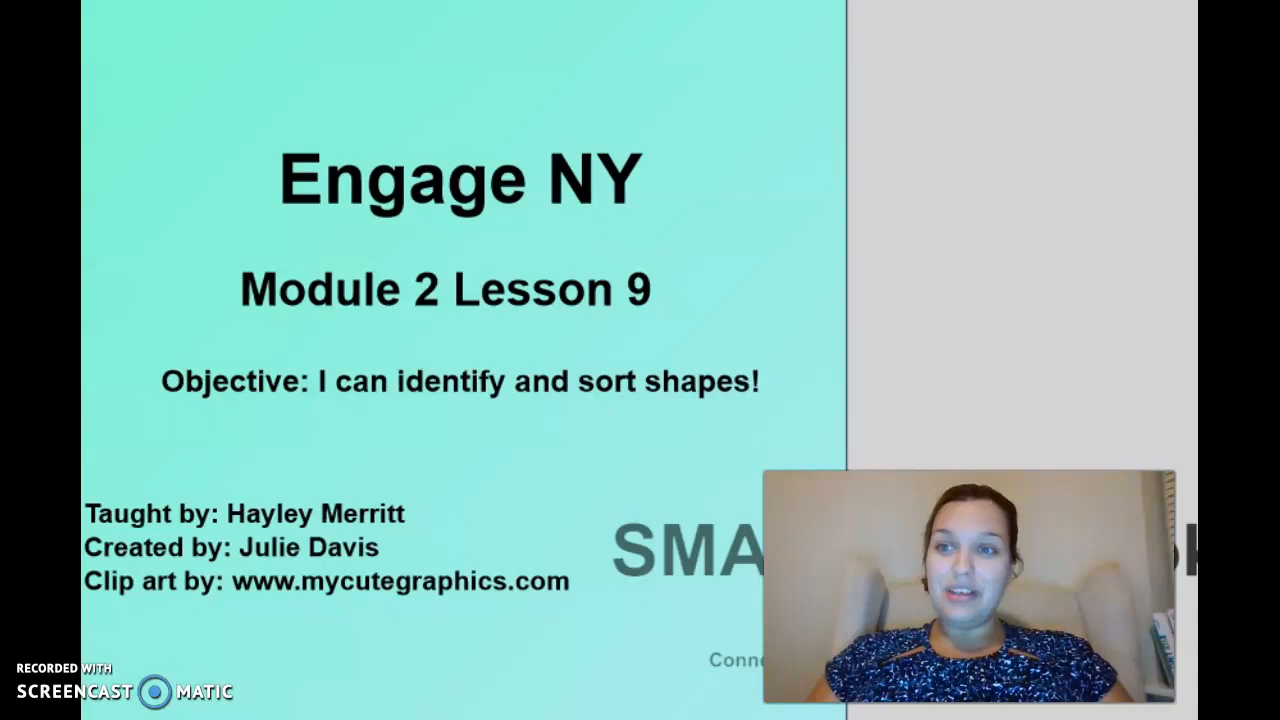 Engage NY
Module 2 Lesson 9
Objective: I can identify and sort shapes!
Taught by: Hayley Merritt
Created by: Julie Davis
Clip art by: www.mycutegraphics.com
RECORDED WITH
SCREENCAST MATIC